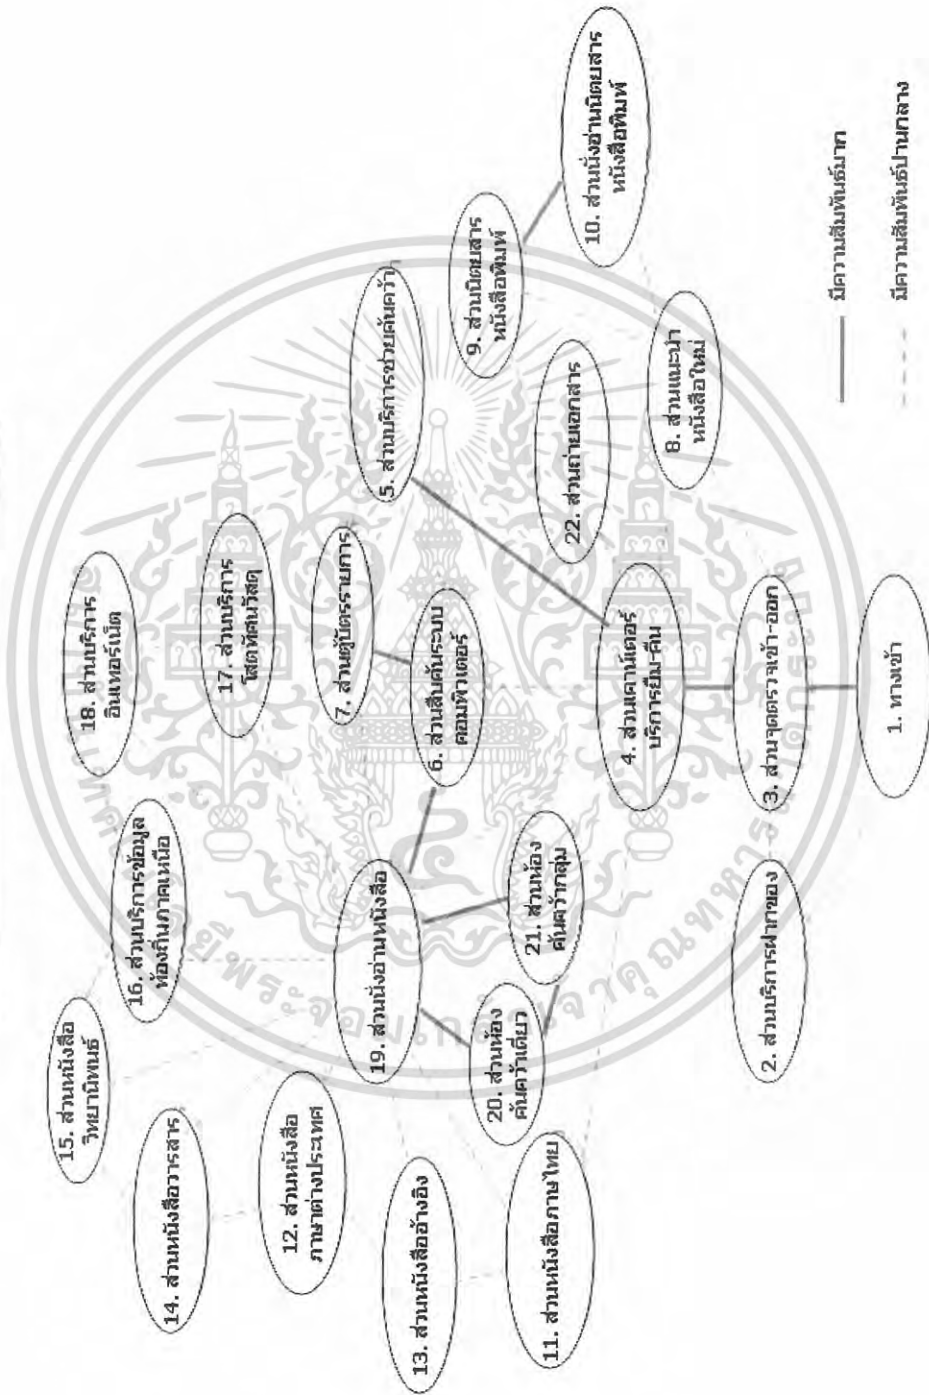 18. ส่วนบริการ
อินเทอร์เน็ต
15. ส่วนหนังสือ
วิทยานิพนธ์
16. ส่วนบริการข้อมูล
ท้องถิ่นภาคเหนือ
17. ส่วนบริการ
โสตทัศนวัสดุ
14. ส่วนหนังสือวารสาร
12. ส่วนหนังสือ
ภาษาต่างประเทศ
19. ส่วนนั่งอ่านหนังสือ
7. ส่วนตู้บัตรรายการ
5. ส่วนบริการช่วยค้นคว้า
13. ส่วนหนังสืออ้างอิง
6. ส่วนสืบค้นระบบ
คอมพิวเตอร์
9. ส่วนนิตยสาร
หนังสือพิมพ์
20. ส่วนห้อง
ค้นคว้าเดี่ยว
21. ส่วนห้อง
ค้นคว้ากลุ่ม
22. ส่วนถ่ายเอกสาร
10. ส่วนนั่งอ่านนิตยสาร
หนังสือพิมพ์
11. ส่วนหนังสือภาษาไทย
4. ส่วนเคาน์เตอร์
บริการยืม-คืน
8. ส่วนแนะนำ
หนังสือใหม่
2. ส่วนบริการฝากของ
3. ส่วนจุดตรวจเข้า-ออก
1. ทางเข้า
มีความสัมพันธ์มาก
มีความสัมพันธ์ปานกลาง